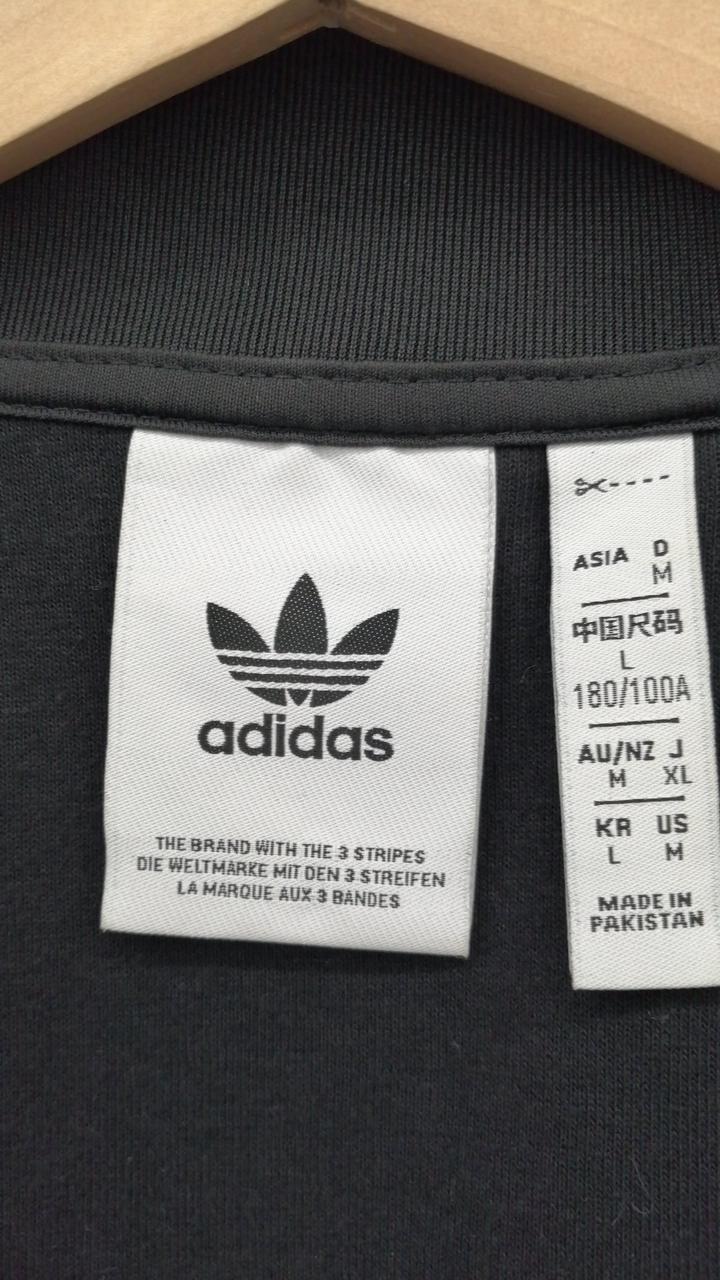 adidas
THE BRAND WITH THE 3 STRIPES
DIE WELTMARKE MIT DEN 3 STREIFEN
LA MARQUE AUX 3 BANDES
ASIA D
M
中国尺码
L
180/100A
AU/NZ J
M XL
KR US
L M
MADE IN
PAKISTAN